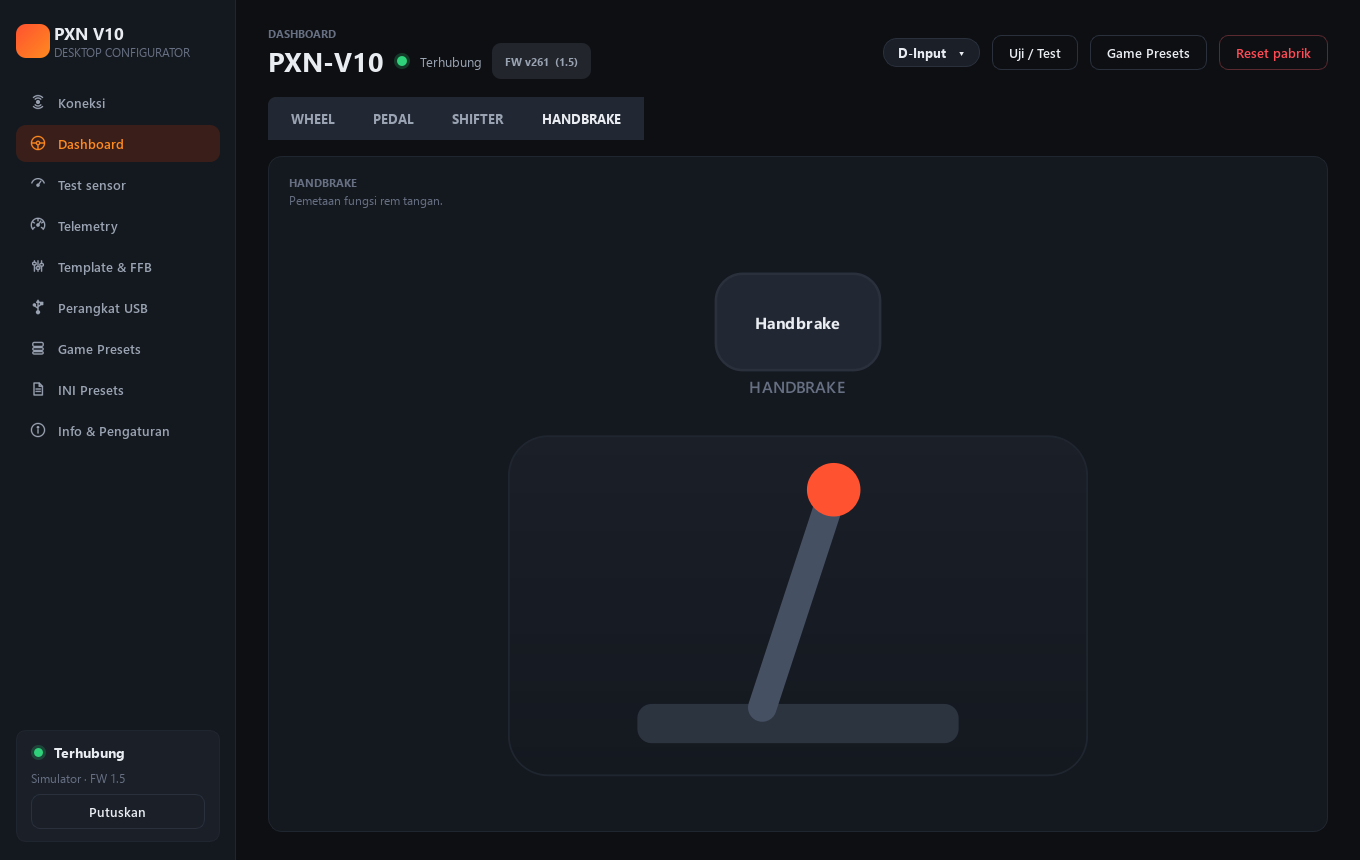 PXN V10
DESKTOP CONFIGURATOR
Koneksi
Dashboard
Test sensor
Telemetry
Template & FFB
Perangkat USB
Game Presets
INI Presets
Info & Pengaturan
Terhubung
Simulator · FW 1.5
Putuskan
DASHBOARD
PXN-V10 Terhubung FW v261 (1.5)
D-Input Uji / Test Game Presets Reset pabrik
WHEEL PEDAL SHIFTER HANDBRAKE
HANDBRAKE
Pemetaan fungsi rem tangan.
Handbrake
HANDBRAKE